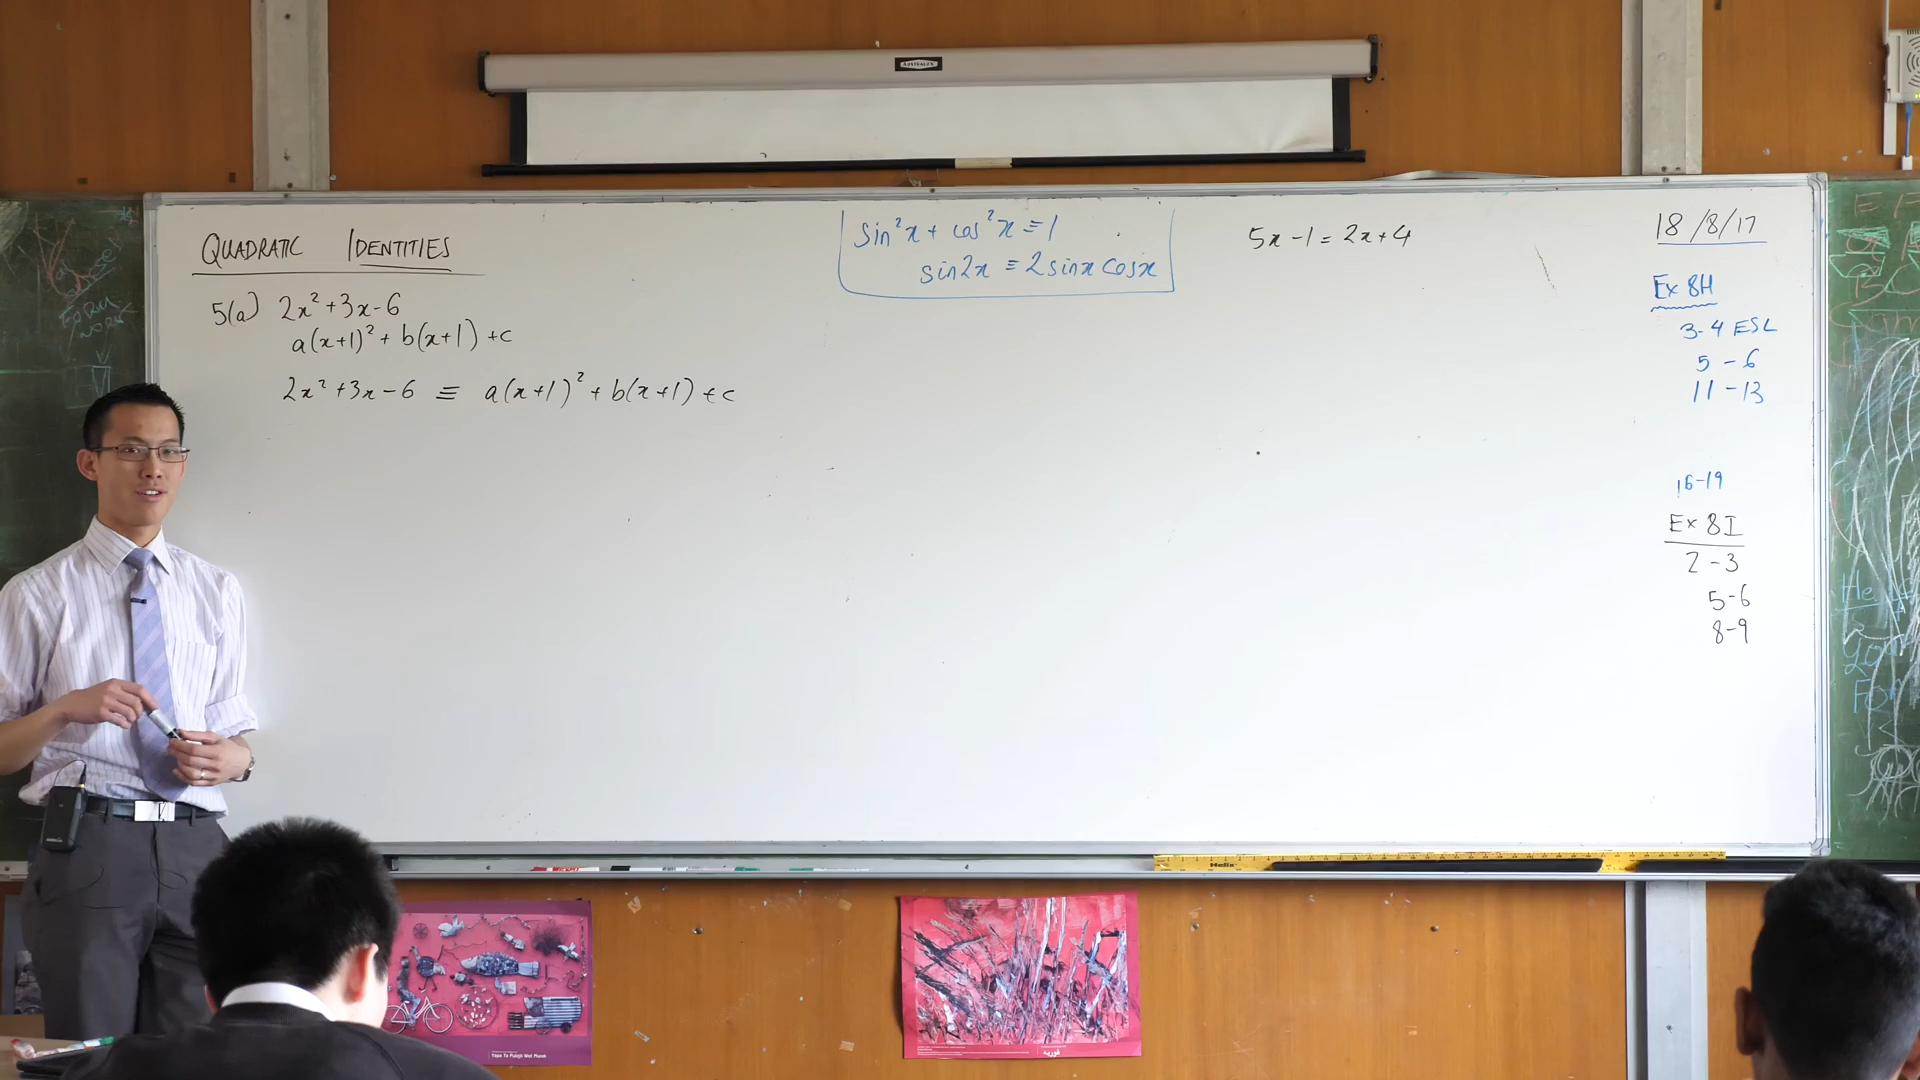 QUADRATIC IDENTITIES
5(a) 2x² + 3x - 6
a(x+1)² + b(x+1) + c
2x² + 3x - 6 ≡ a(x+1)² + b(x+1) + c
sin²x + cos²x ≡ 1
sin2x ≡ 2sinx cosx
5x - 1 = 2x + 4
18/8/17
Ex 8H
3-4 ESL
5 - 6
11 - 13
16-19
Ex 8I
2 - 3
5-6
8-9
Helix